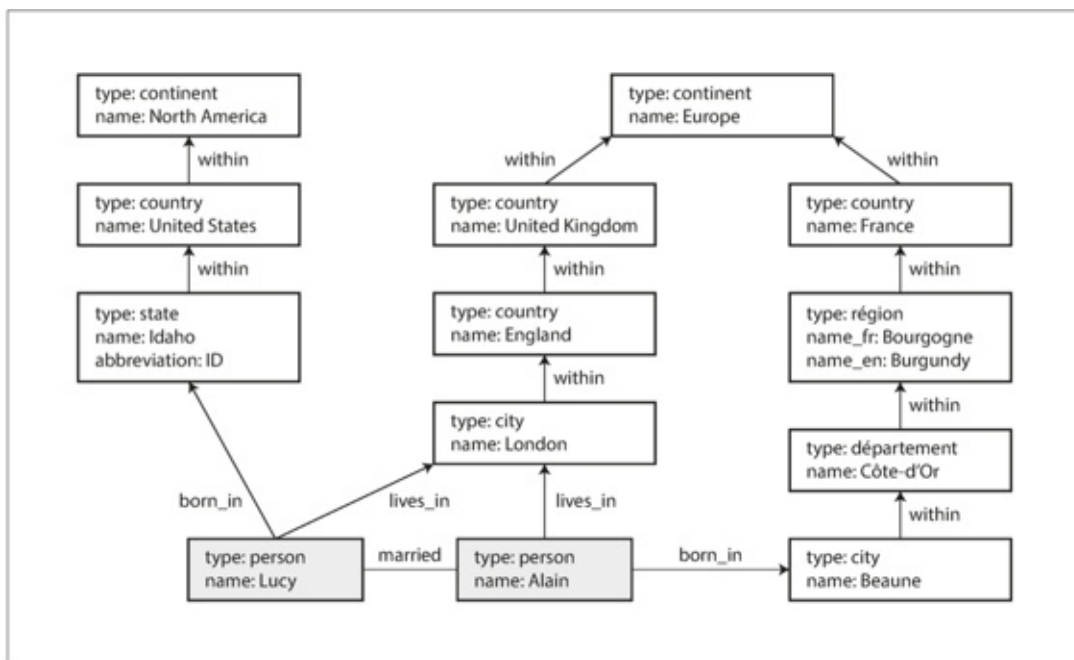 type: continent
name: North America
type: continent
name: Europe
within
within
within
type: country
name: United States
type: country
name: United Kingdom
type: country
name: France
within
within
within
type: state
name: Idaho
abbreviation: ID
type: country
name: England
type: région
name_fr: Bourgogne
name_en: Burgundy
within
within
type: city
name: London
type: département
name: Côte-d'Or
born_in
lives_in
lives_in
within
type: person
name: Lucy
married
type: person
name: Alain
born_in
type: city
name: Beaune